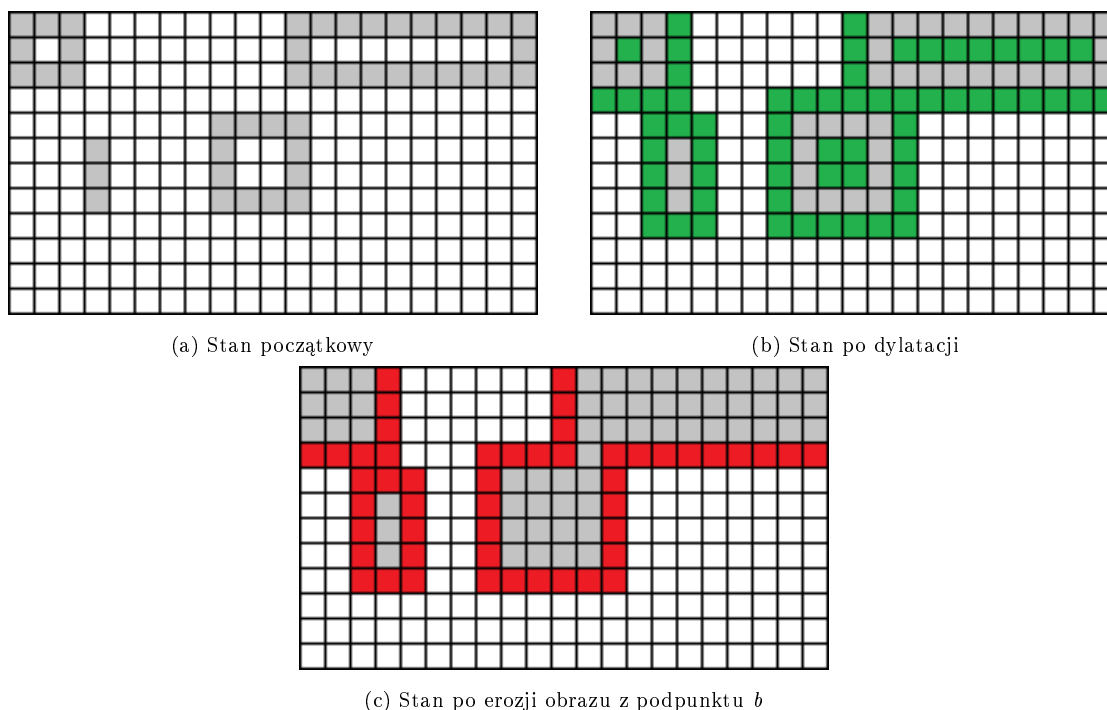 (a) Stan początkowy
(b) Stan po dylatacji
(c) Stan po erozji obrazu z podpunktu b